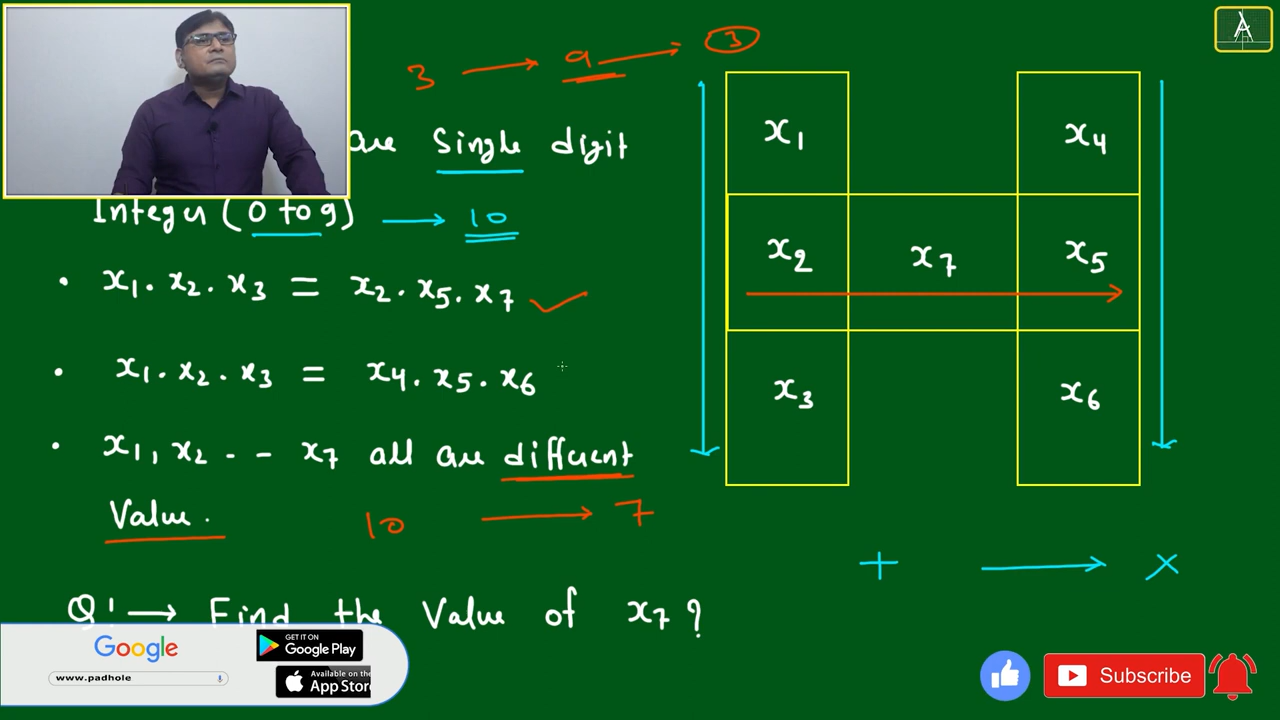 3 → 9 → 3
are Single digit
Integer (0 to 9) → 10
• x₁ . x₂ . x₃ = x₂ . x₅ . x₇ ✓
• x₁ . x₂ . x₃ = x₄ . x₅ . x₆
• x₁, x₂ - - x₇ all are different
Value.
10 → 7
Q! → Find the Value of x₇?
x₁ x₄
x₂ x₇ x₅
x₃ x₆
+ → ×
Google
www.padhole
GET IT ON
Google Play
Available on the
App Store
Subscribe